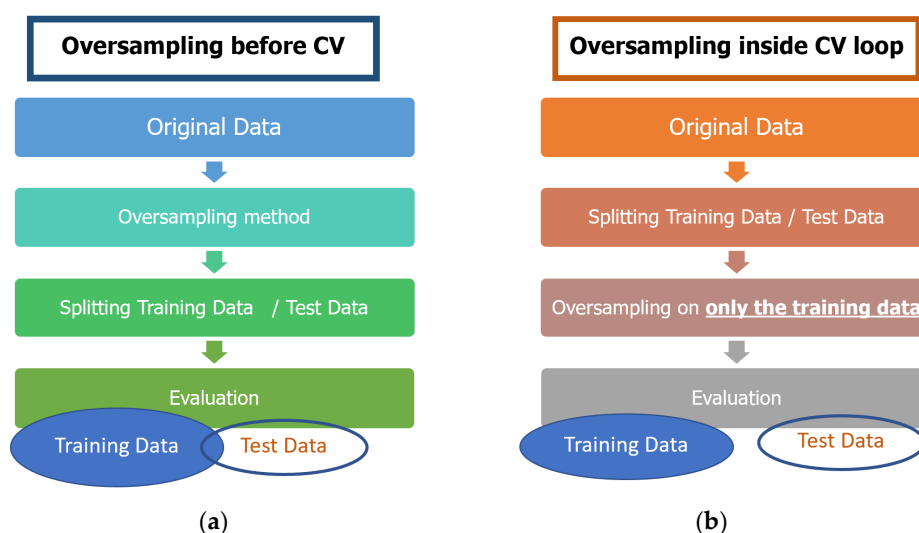 Oversampling before CV
Original Data
Oversampling method
Splitting Training Data / Test Data
Evaluation
Training Data
Test Data
(a)
Oversampling inside CV loop
Original Data
Splitting Training Data / Test Data
Oversampling on only the training data
Evaluation
Training Data
Test Data
(b)